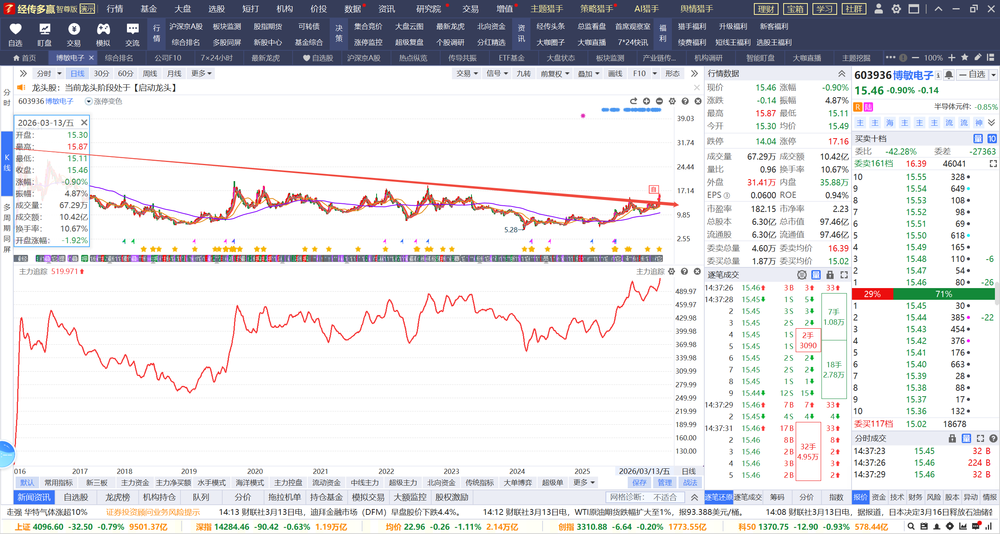 经传多赢 智尊版 演示 行情 基金 大盘 选股 短打 机构 价投 数据 资讯 研究院 交易 增值 主题猎手 策略猎手 AI猎手 舆情猎手 理财 宝箱 学习 社群
自选 盯盘 交易 模拟 交流
行情 沪深京A股 板块监测 股指期货 可转债 决策 集合竞价 大盘云图 最新龙虎 北向资金 资讯 经传头条 总监看盘 首席观察室 福利 猎手福利 升级福利 新客福利
综合排名 多股同屏 新股中心 基金综合 涨停监控 超级复盘 个股调研 分红精选 大咖圈子 大咖直播 7*24快讯 续费福利 短线王福利 选股王福利
首页 博敏电子 综合排名 公司F10 7×24小时 最新龙虎 自选股 沪深京A股 热点纵览 传导共振 ETF基金 大盘状态 板块监测 产业链传... 机构调研 智能盯盘 大咖直播 主题挖掘 100%
分时 日线 30分 60分 周线 月线 更多 交易 信号 九转 前复权 叠加 画线 F10 形态
龙头股：当前龙头阶段处于【启动龙头】
603936 博敏电子 涨停变色
分时
K线
多周期同屏
2026-03-13/五
开盘： 15.30
最高： 15.87
最低： 15.11
收盘： 15.46
涨幅： -0.90%
振幅： 4.87%
成交量： 67.29万
成交额： 10.42亿
换手率： 10.67%
开盘涨幅： -1.92%
39.03
31.74
24.44
17.14
9.85
2.55
自
5.28
主力追踪 519.971 主力追踪
489.97
459.97
429.98
399.98
369.98
339.98
309.99
279.99
249.99
219.99
189.99
160.00
130.00
016 2017 2018 2019 2020 2021 2022 2023 2024 2025 2026/03/13/五 日线
默认 常用指标 新三板 主力资金 主力净买额 水手模式 海洋模式 主力控盘 流动资金 中线主力 超级主力 北向资金 传统指标 大单博弈 超级单 更多 保存 管理 战法
新闻资讯 自选股 龙虎榜 机构持仓 队列 分价 拖拉机单 持仓基金 模拟交易 大额监控 股权激励 网格诊断： 不适合
行情数据
现价 15.46 涨幅 -0.90%
涨跌 -0.14 振幅 4.87%
最高 15.87 最低 15.11
今开 15.30 均价 15.49
跌停 14.04 涨停 17.16
成交量 67.29万 成交额 10.42亿
量比 0.96 换手率 10.67%
外盘 31.41万 内盘 35.88万
EPS③ 0.0600 ROE 0.94%
市盈率 182.15 市净率 2.23
总股本 6.30亿 总市值 97.46亿
流通股 6.30亿 流通值 97.46亿
委卖总量 4.60万 委卖均价 16.39
委买总量 1.87万 委买均价 15.02
逐笔成交 单 量
14:37:26 15.46 3 B 3 33
14:37:28 15.45 1 S 5
2 15.45 3 S 3
3 15.45 2 S 2
4 15.45 1 S
5 15.45 1 S
6 15.45 2 S 2
7 15.45 2 S 2
8 15.45 1 S 1
9 15.44 12 S 15
14:37:29 15.46 7 B 7 33
2 15.45 4 S 4 4
14:37:31 15.46 17 B 33
2 15.46 8 B 8
3 15.46 2 B 2
4 15.46 3 B 3
5 15.46 2 B 2
7手
1.08万
2手
3090
18手
2.78万
32手
4.95万
逐笔还原 逐笔成交 筹码 分价 指数
603936 博敏电子 自选
15.46 -0.90% -0.14
R 陆 半导体元件: -0.85%
主 主 海 主 主 主 流 流 神
买卖十档 量 10
委比 -42.28% 委差 -27363
委卖161档 16.39 46041
10 15.55 328
9 15.54 649
8 15.53 108
7 15.52 98
6 15.51 69
5 15.50 618
4 15.49 165
3 15.48 110 -6
2 15.47 54
1 15.46 80 -26
29% 71%
1 15.45 30
2 15.44 385 -22
3 15.43 454
4 15.42 376
5 15.41 176
6 15.40 663
7 15.39 28
8 15.38 88
9 15.37 17
10 15.36 132
委买117档 15.02 18678
分时成交 量
14:37:23 15.45 32 B
14:37:26 15.46 224 B
14:37:29 15.46 32 B
报价 资金 技术 财务 风险 股本 异动 情报
走强 华特气体涨超10% 证券投资顾问业务风险提示 14:13 财联社3月13日电，迪拜金融市场（DFM）早盘股价下跌4.4%。 14:12 财联社3月13日电，WTI原油期货跌幅扩大至1%，报93.388美元/桶。 14:08 财联社3月13日电，据报道，日本决定3月16日释放石油储
上证 4096.60 -32.50 -0.79% 9501.37亿 深指 14284.46 -90.42 -0.63% 1.19万亿 均价 22.96 -0.26 -1.11% 2.14万亿 创指 3310.88 -6.64 -0.20% 1773.55亿 科50 1370.75 -12.90 -0.93% 578.44亿